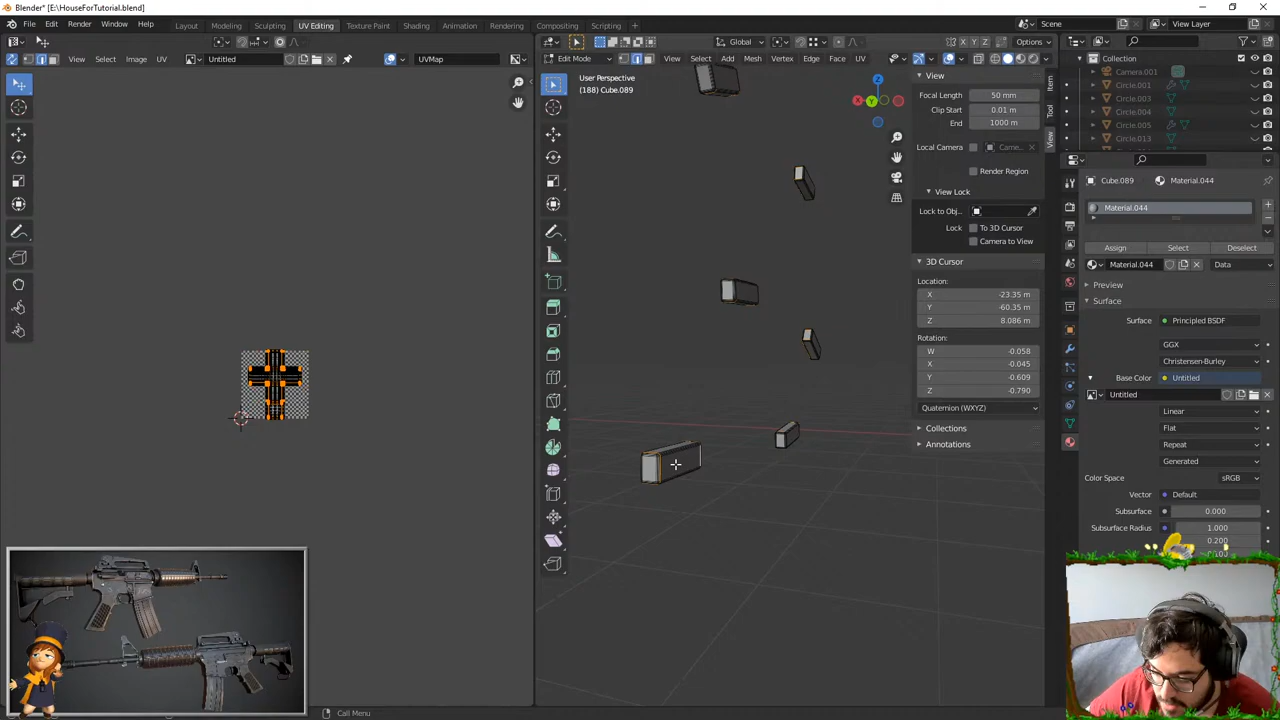 Blender* [E:\HouseForTutorial.blend]
File Edit Render Window Help Layout Modeling Sculpting UV Editing Texture Paint Shading Animation Rendering Compositing Scripting Scene View Layer
Global Options
View Select Image UV Untitled UVMap Edit Mode View Select Add Mesh Vertex Edge Face UV
User Perspective
(188) Cube.089
View
Focal Length 50 mm
Clip Start 0.01 m
End 1000 m
Local Camera Came...
Render Region
View Lock
Lock to Obj...
Lock To 3D Cursor
Camera to View
3D Cursor
Location:
X -23.35 m
Y -60.35 m
Z 8.086 m
Rotation:
W -0.058
X -0.045
Y -0.609
Z -0.790
Quaternion (WXYZ)
Collections
Annotations
Item
Tool
View
Collection
Camera.001
Circle.001
Circle.003
Circle.004
Circle.005
Circle.013
Cube.089 Material.044
Material.044
Assign Select Deselect
Material.044 Data
Preview
Surface
Surface Principled BSDF
GGX
Christensen-Burley
Base Color Untitled
Untitled
Linear
Flat
Repeat
Generated
Color Space sRGB
Vector Default
Subsurface 0.000
Subsurface Radius 1.000
0.200
Call Menu